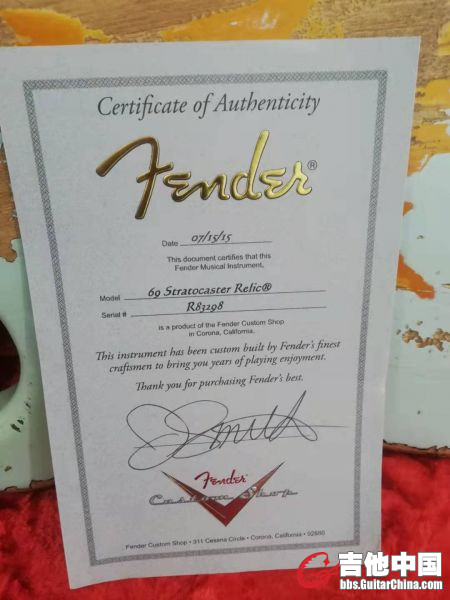 Certificate of Authenticity
Fender®
Date 07/15/15
This document certifies that this
Fender Musical Instrument,
Model 69 Stratocaster Relic®
Serial # R83298
is a product of the Fender Custom Shop
in Corona, California.
This instrument has been custom built by Fender's finest
craftsmen to bring you years of playing enjoyment.
Thank you for purchasing Fender's best.
Fender
Custom Shop
Fender Custom Shop • 311 Cessna Circle • Corona, California • 92880
吉他中国
bbs.GuitarChina.com